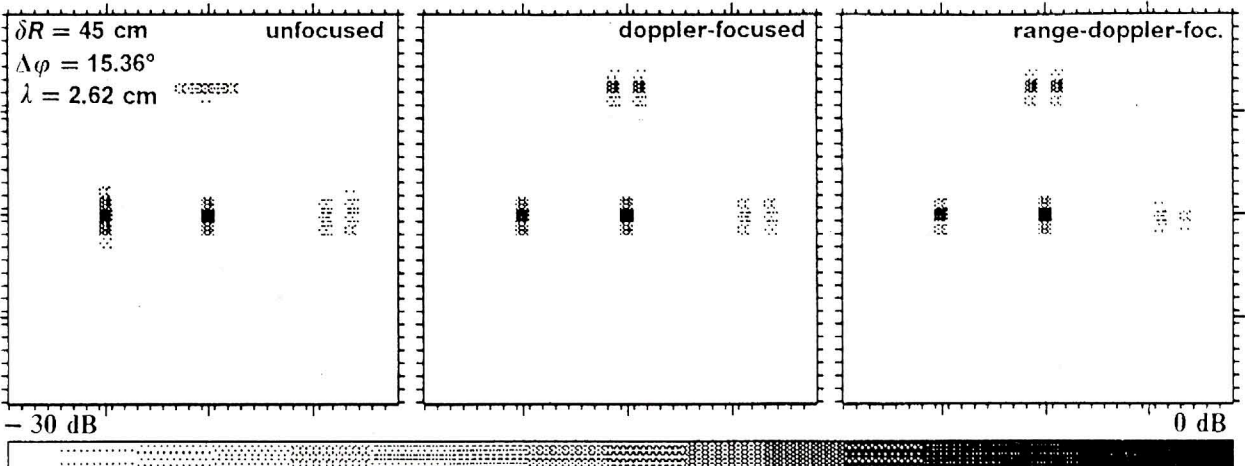 δR = 45 cm
unfocused
Δφ = 15.36°
λ = 2.62 cm
doppler-focused
range-doppler-foc.
– 30 dB
0 dB